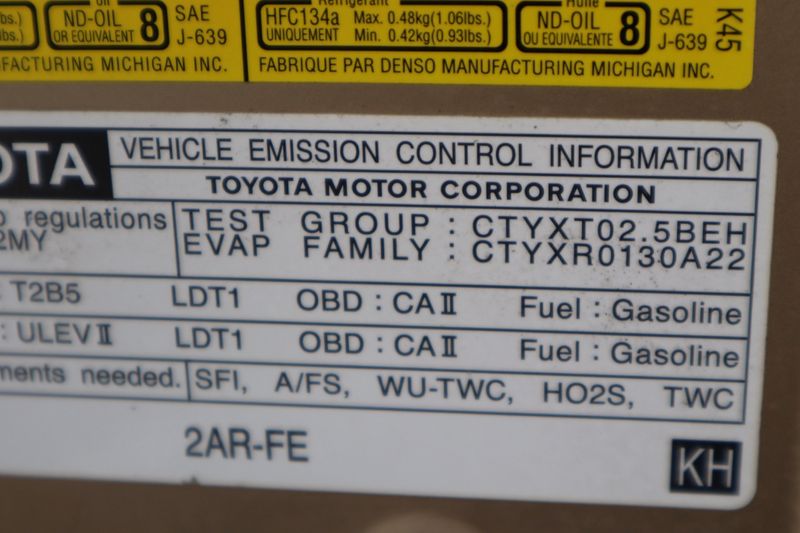 bs.) ND-OIL 8 SAE
bs.) OR EQUIVALENT J-639
FACTURING MICHIGAN INC.
Refrigerant Huile
HFC134a Max. 0.48kg(1.06lbs.) ND-OIL 8 SAE
UNIQUEMENT Min. 0.42kg(0.93lbs.) OU EQUIVALENTE J-639
K45
FABRIQUE PAR DENSO MANUFACTURING MICHIGAN INC.
OTA VEHICLE EMISSION CONTROL INFORMATION
TOYOTA MOTOR CORPORATION
regulations TEST GROUP : CTYXT02.5BEH
2MY EVAP FAMILY : CTYXR0130A22
: T2B5 LDT1 OBD : CAII Fuel : Gasoline
: ULEVII LDT1 OBD : CAII Fuel : Gasoline
ments needed. SFI, A/FS, WU-TWC, HO2S, TWC
2AR-FE
KH